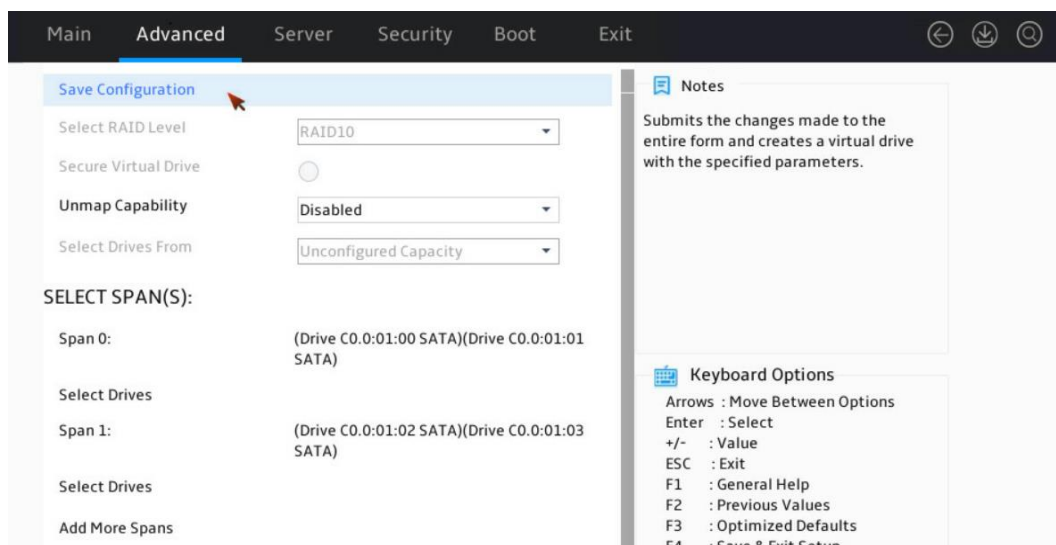 Main Advanced Server Security Boot Exit
Save Configuration
Select RAID Level RAID10
Secure Virtual Drive
Unmap Capability Disabled
Select Drives From Unconfigured Capacity
SELECT SPAN(S):
Span 0: (Drive C0.0:01:00 SATA)(Drive C0.0:01:01
SATA)
Select Drives
Span 1: (Drive C0.0:01:02 SATA)(Drive C0.0:01:03
SATA)
Select Drives
Add More Spans
Notes
Submits the changes made to the
entire form and creates a virtual drive
with the specified parameters.
Keyboard Options
Arrows : Move Between Options
Enter : Select
+/- : Value
ESC : Exit
F1 : General Help
F2 : Previous Values
F3 : Optimized Defaults
F4 : Save & Exit Setup